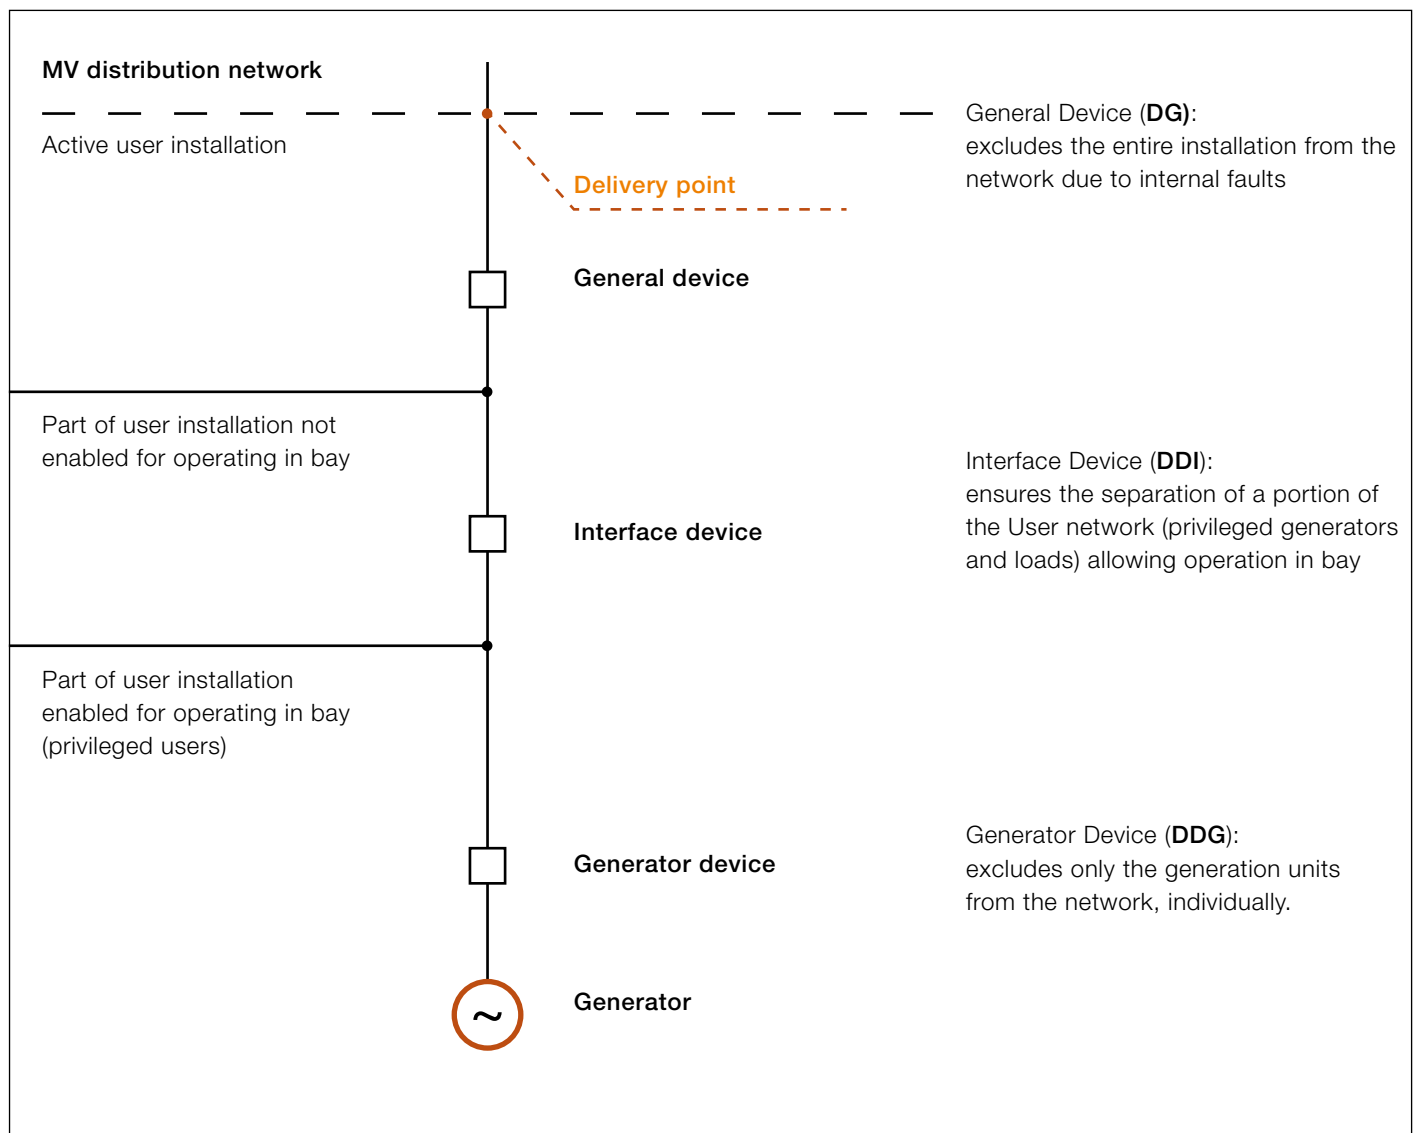 MV distribution network
Active user installation
General Device (DG):
excludes the entire installation from the
network due to internal faults
Delivery point
General device
Part of user installation not
enabled for operating in bay
Interface device
Interface Device (DDI):
ensures the separation of a portion of
the User network (privileged generators
and loads) allowing operation in bay
Part of user installation
enabled for operating in bay
(privileged users)
Generator device
Generator Device (DDG):
excludes only the generation units
from the network, individually.
~
Generator